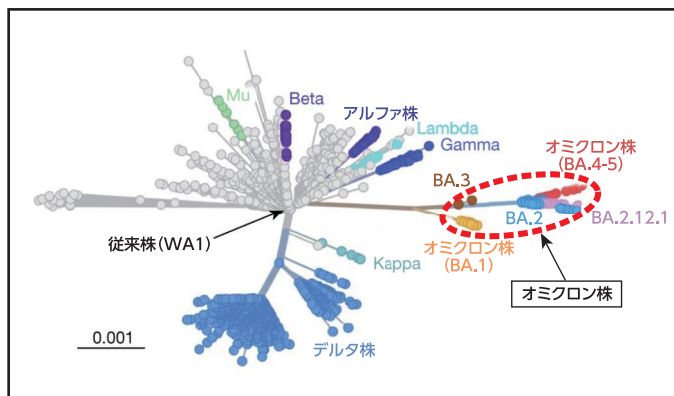 Mu
Beta
アルファ株
Lambda
Gamma
オミクロン株
(BA.4-5)
BA.3
BA.2
BA.2.12.1
従来株(WA1)
オミクロン株
(BA.1)
Kappa
オミクロン株
0.001
デルタ株